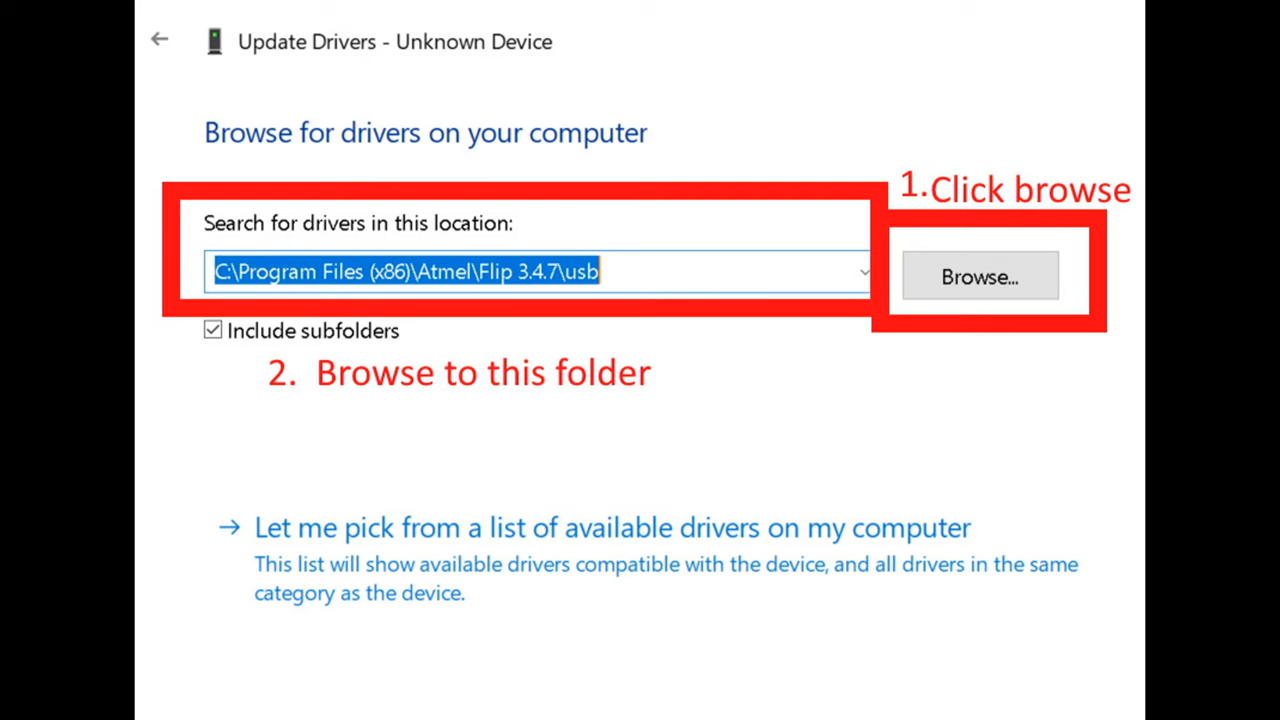 Update Drivers - Unknown Device
Browse for drivers on your computer
1.Click browse
Search for drivers in this location:
C:\Program Files (x86)\Atmel\Flip 3.4.7\usb
Browse...
Include subfolders
2. Browse to this folder
Let me pick from a list of available drivers on my computer
This list will show available drivers compatible with the device, and all drivers in the same
category as the device.